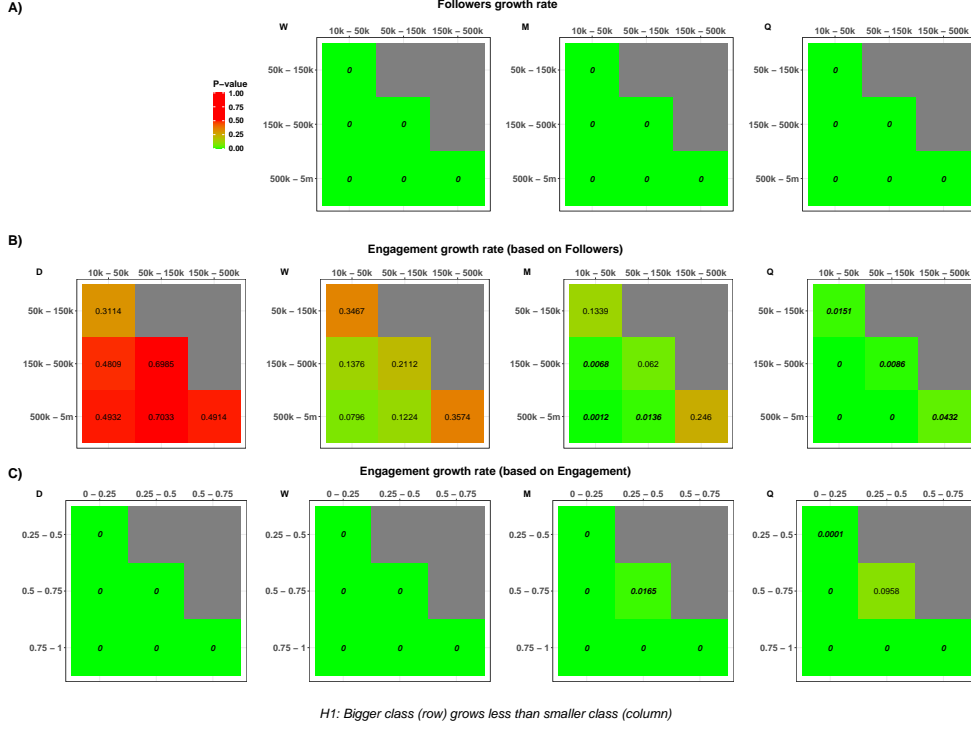 A)
Followers growth rate
W
M
Q
10k − 50k 50k − 150k 150k − 500k
10k − 50k 50k − 150k 150k − 500k
10k − 50k 50k − 150k 150k − 500k
P−value
1.00
0.75
0.50
0.25
0.00
50k − 150k
0
150k − 500k
0 0
500k − 5m
0 0 0
50k − 150k
0
150k − 500k
0 0
500k − 5m
0 0 0
50k − 150k
0
150k − 500k
0 0
500k − 5m
0 0 0
B)
Engagement growth rate (based on Followers)
D
W
M
Q
10k − 50k 50k − 150k 150k − 500k
10k − 50k 50k − 150k 150k − 500k
10k − 50k 50k − 150k 150k − 500k
10k − 50k 50k − 150k 150k − 500k
50k − 150k
0.3114
150k − 500k
0.4809
500k − 5m
0.4932 0.7033 0.4914
50k − 150k
0.3467
150k − 500k
0.1376 0.2112
500k − 5m
0.0796 0.1224 0.3574
50k − 150k
0.1339
150k − 500k
0.0068 0.062
500k − 5m
0.0012 0.0136 0.246
50k − 150k
0.0151
150k − 500k
0 0.0086
500k − 5m
0 0 0.0432
C)
Engagement growth rate (based on Engagement)
D
W
M
Q
0 − 0.25 0.25 − 0.5 0.5 − 0.75
0 − 0.25 0.25 − 0.5 0.5 − 0.75
0 − 0.25 0.25 − 0.5 0.5 − 0.75
0 − 0.25 0.25 − 0.5 0.5 − 0.75
0.25 − 0.5
0
0.5 − 0.75
0 0
0.75 − 1
0 0 0
0.25 − 0.5
0
0.5 − 0.75
0 0
0.75 − 1
0 0 0
0.25 − 0.5
0
0.5 − 0.75
0 0.0165
0.75 − 1
0 0 0
0.25 − 0.5
0.0001
0.5 − 0.75
0 0.0958
0.75 − 1
0 0 0
H1: Bigger class (row) grows less than smaller class (column)